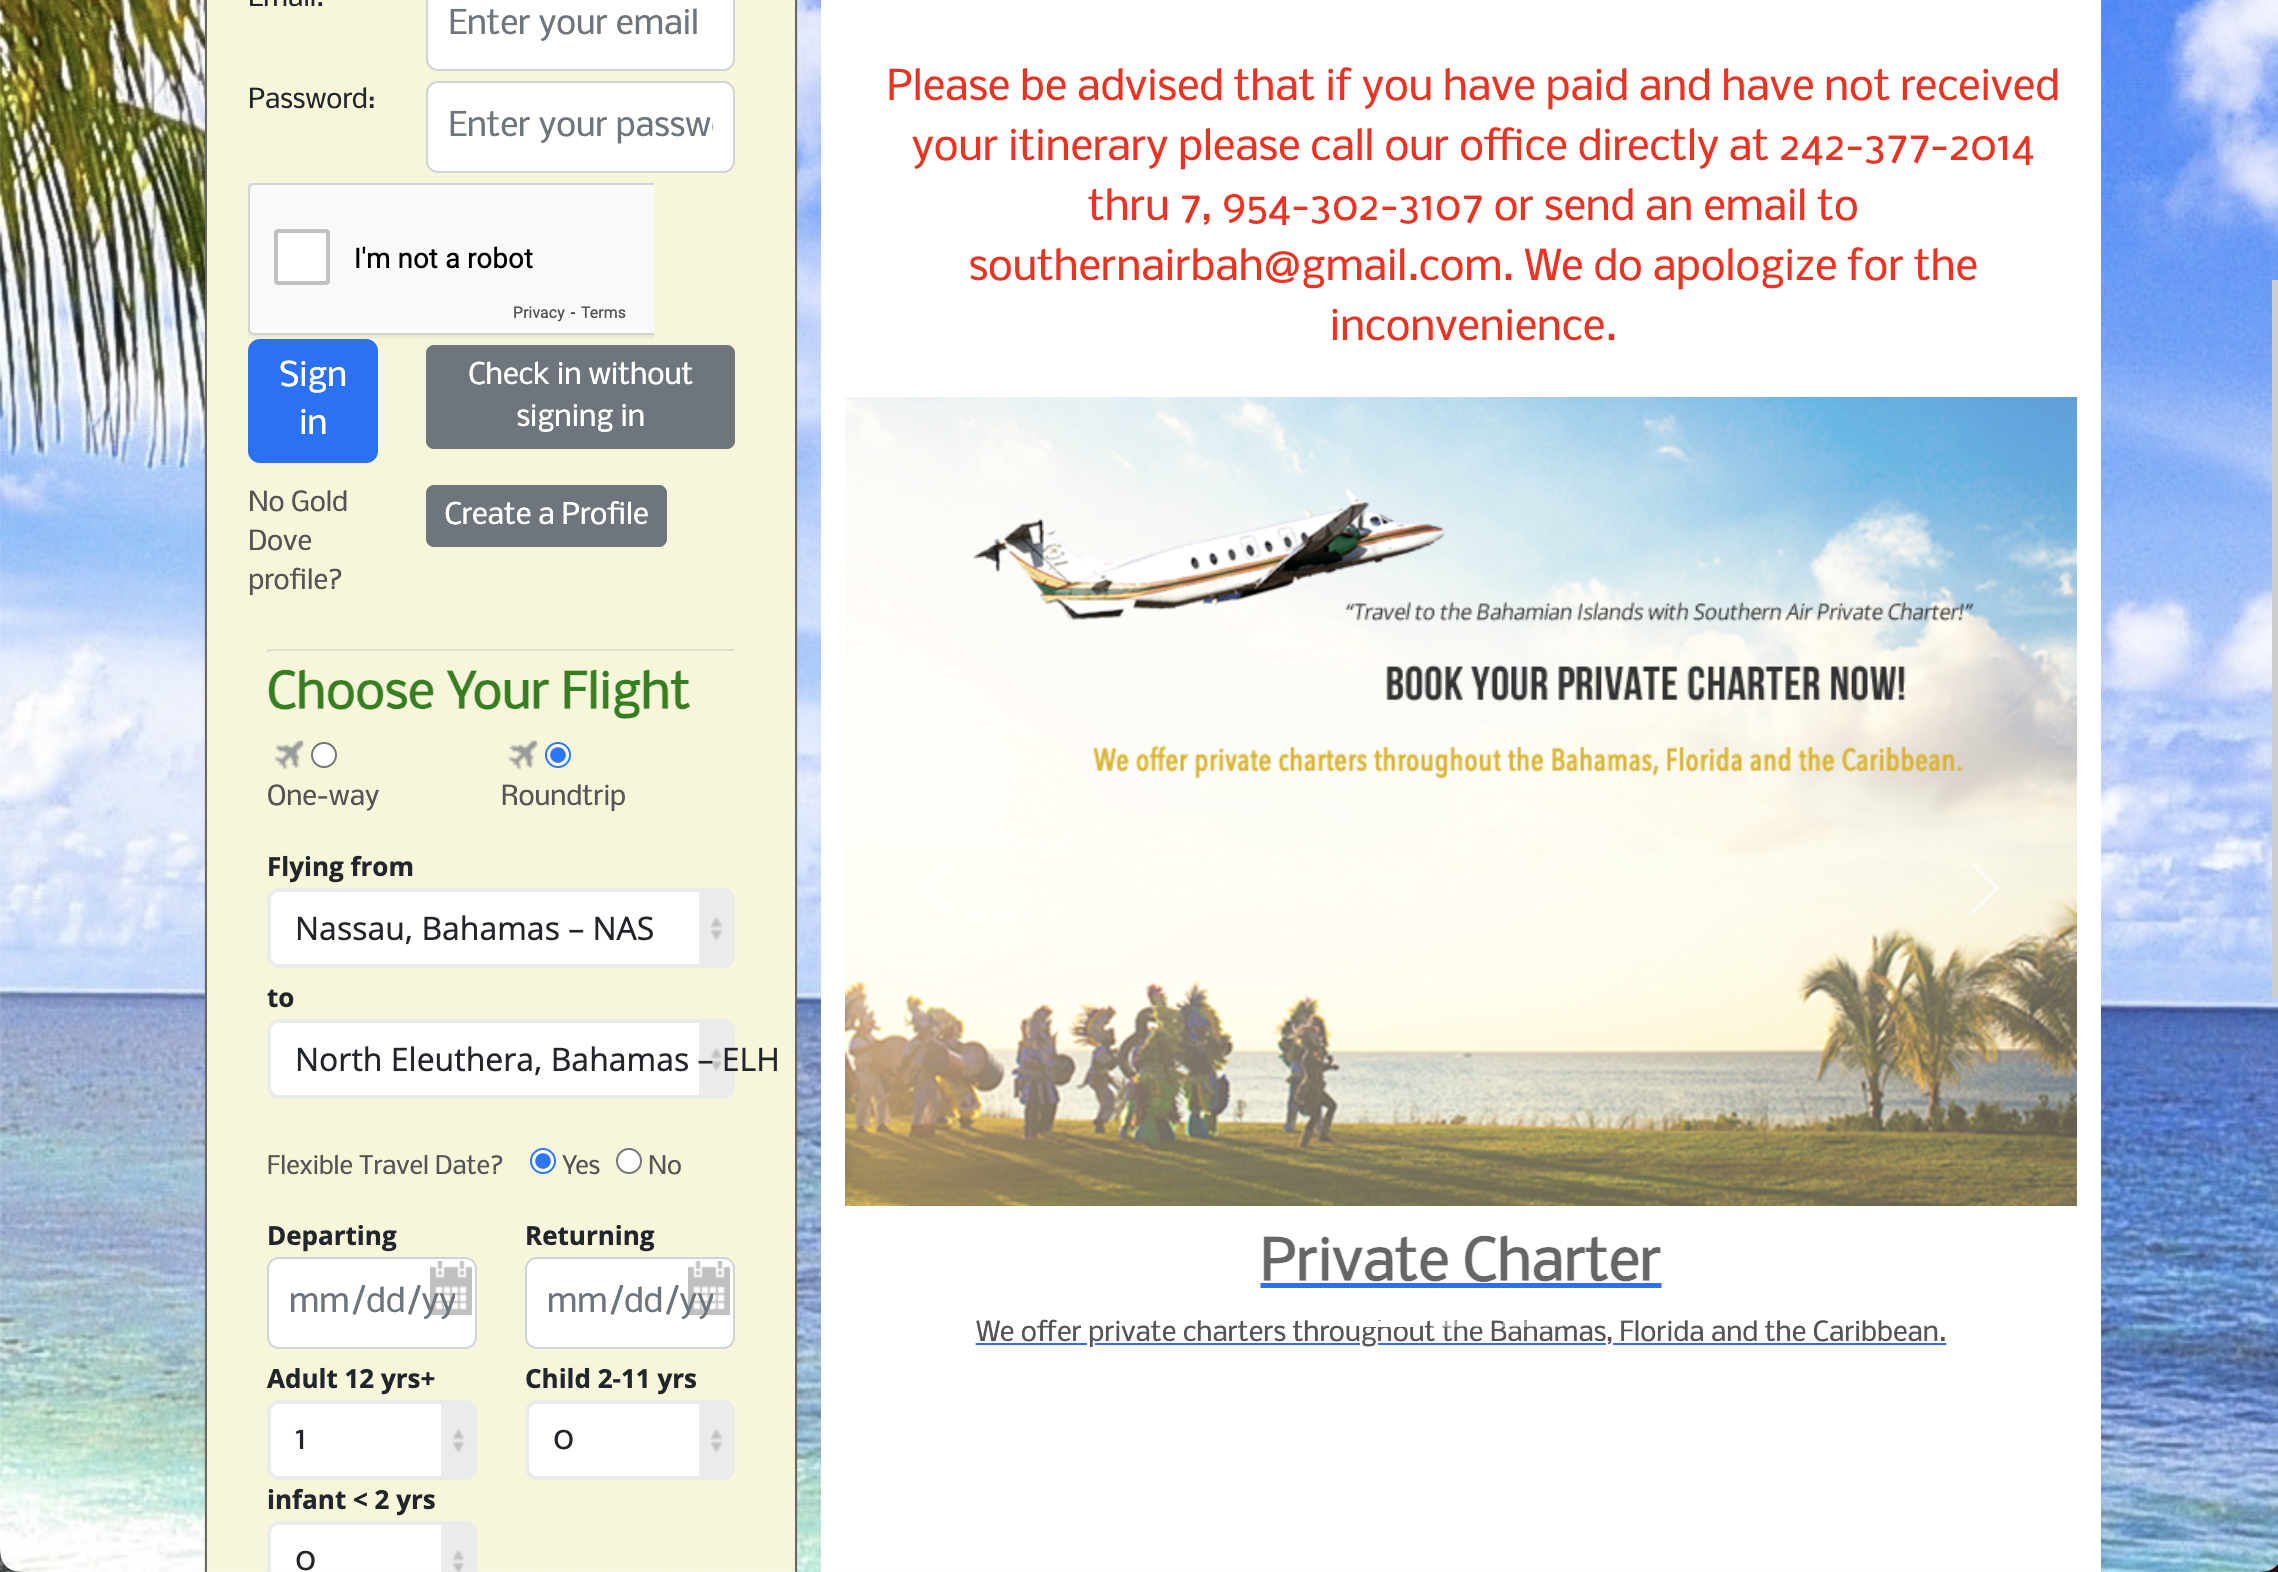 Enter your email
Password:
Enter your passw
I'm not a robot
Privacy - Terms
Sign
in
Check in without
signing in
No Gold
Dove
profile?
Create a Profile
Choose Your Flight
One-way
Roundtrip
Flying from
Nassau, Bahamas – NAS
to
North Eleuthera, Bahamas – ELH
Flexible Travel Date?
Yes
No
Departing
Returning
mm/dd/yy
mm/dd/yy
Adult 12 yrs+
Child 2-11 yrs
1
0
infant < 2 yrs
0
Please be advised that if you have paid and have not received
your itinerary please call our office directly at 242-377-2014
thru 7, 954-302-3107 or send an email to
southernairbah@gmail.com. We do apologize for the
inconvenience.
“Travel to the Bahamian Islands with Southern Air Private Charter!”
BOOK YOUR PRIVATE CHARTER NOW!
We offer private charters throughout the Bahamas, Florida and the Caribbean.
Private Charter
We offer private charters throughout the Bahamas, Florida and the Caribbean.